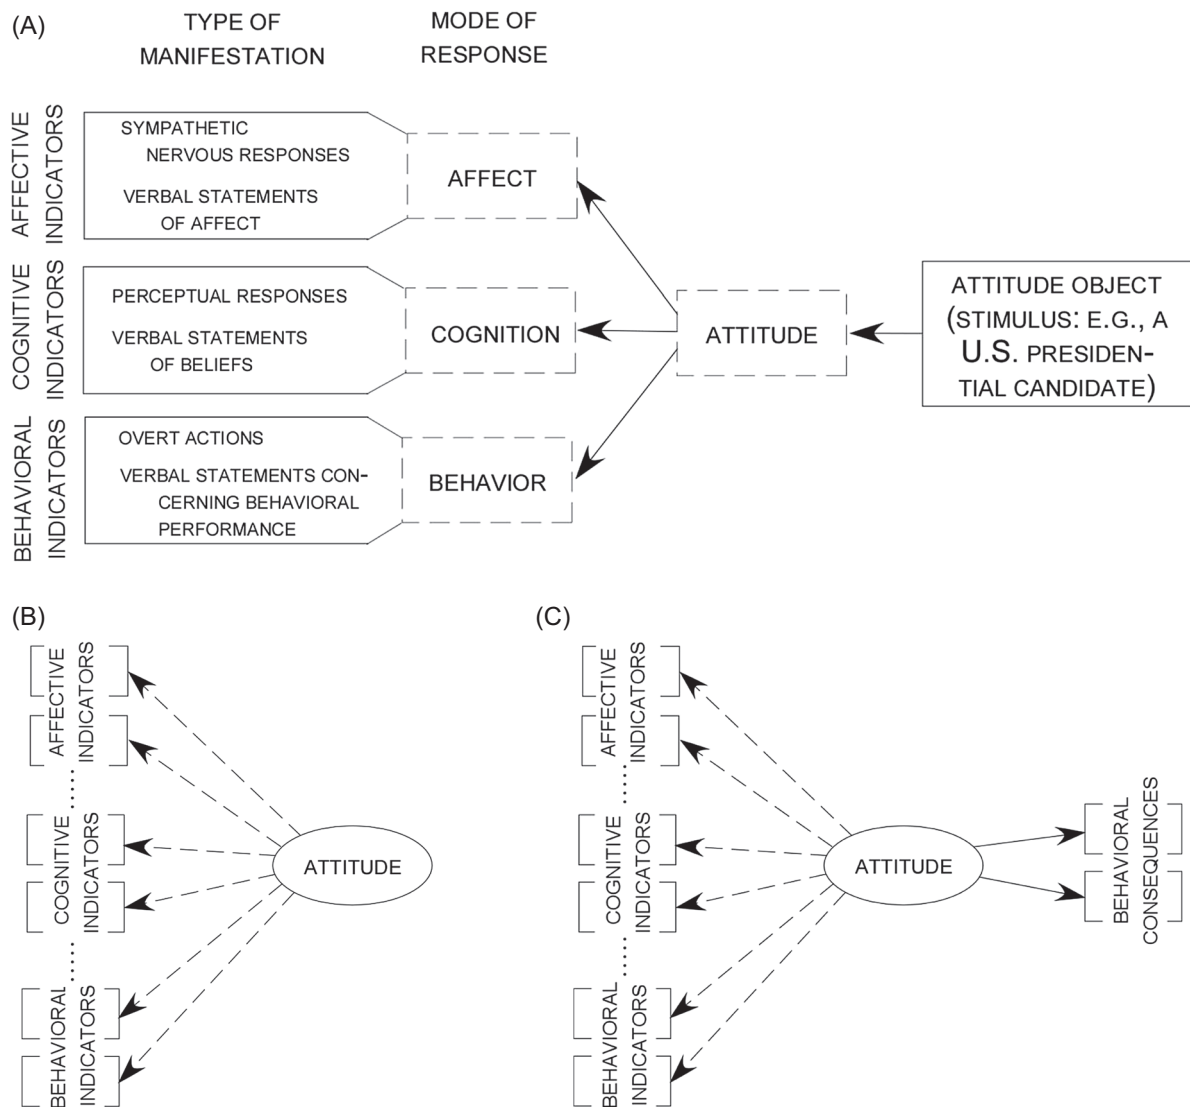 (A)
TYPE OF
MANIFESTATION
MODE OF
RESPONSE
AFFECTIVE
INDICATORS
SYMPATHETIC
NERVOUS RESPONSES
VERBAL STATEMENTS
OF AFFECT
AFFECT
COGNITIVE
INDICATORS
PERCEPTUAL RESPONSES
VERBAL STATEMENTS
OF BELIEFS
COGNITION
ATTITUDE
ATTITUDE OBJECT
(STIMULUS: E.G., A
U.S. PRESIDEN-
TIAL CANDIDATE)
BEHAVIORAL
INDICATORS
OVERT ACTIONS
VERBAL STATEMENTS CON-
CERNING BEHAVIORAL
PERFORMANCE
BEHAVIOR
(B)
AFFECTIVE
INDICATORS
COGNITIVE
INDICATORS
BEHAVIORAL
INDICATORS
ATTITUDE
(C)
AFFECTIVE
INDICATORS
COGNITIVE
INDICATORS
BEHAVIORAL
INDICATORS
ATTITUDE
BEHAVIORAL
CONSEQUENCES